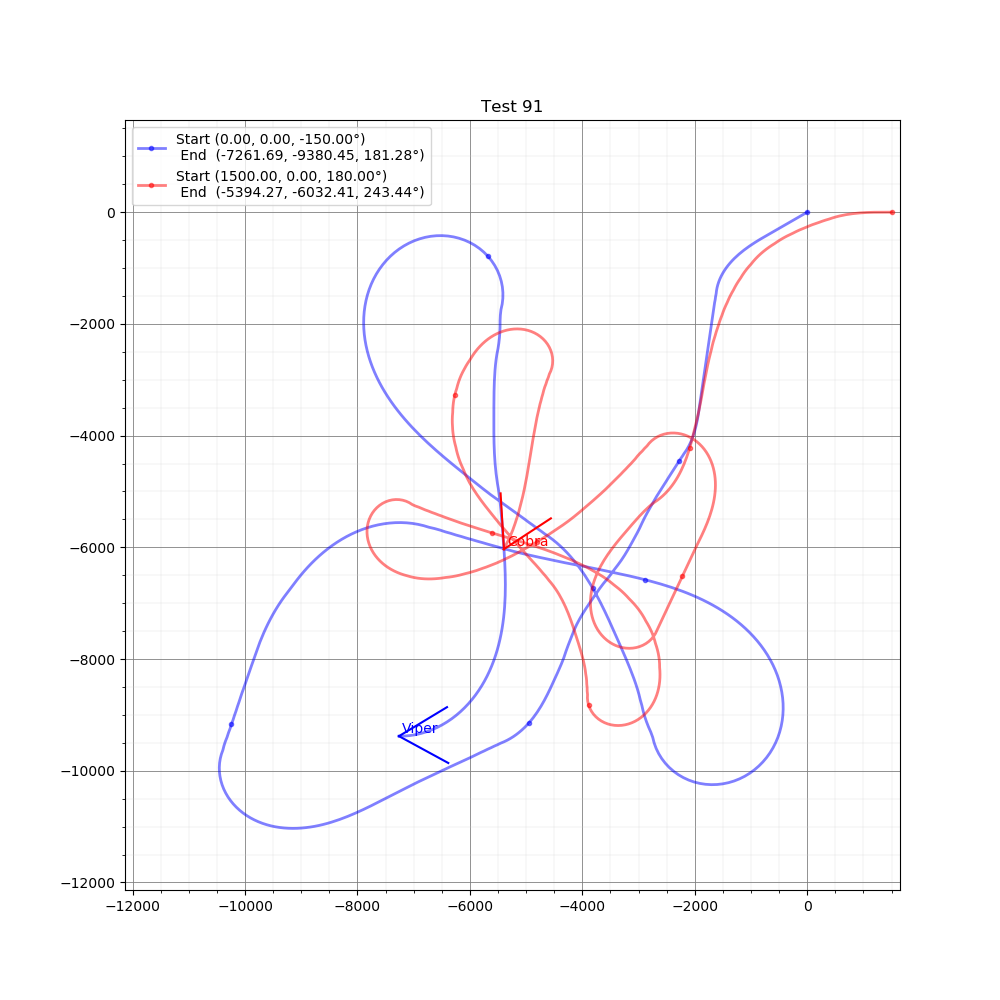 Test 91
Start (0.00, 0.00, -150.00°)
End  (-7261.69, -9380.45, 181.28°)
Start (1500.00, 0.00, 180.00°)
End  (-5394.27, -6032.41, 243.44°)
0
−2000
−4000
−6000
−8000
−10000
−12000
Cobra
Viper
−12000
−10000
−8000
−6000
−4000
−2000
0